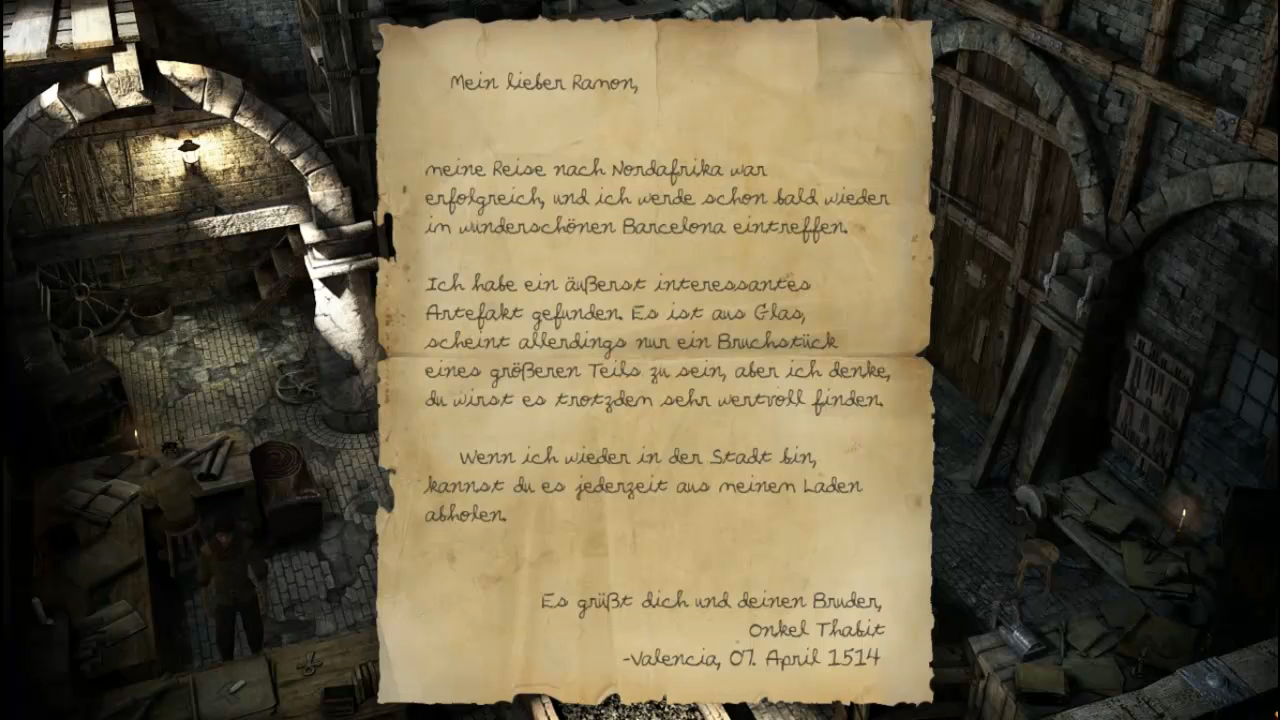 Mein lieber Ramon,
meine Reise nach Nordafrika war
erfolgreich, und ich werde schon bald wieder
in wunderschönen Barcelona eintreffen.
Ich habe ein äußerst interessantes
Artefakt gefunden. Es ist aus Glas,
scheint allerdings nur ein Bruchstück
eines größeren Teils zu sein, aber ich denke,
du wirst es trotzden sehr wertvoll finden.
Wenn ich wieder in der Stadt bin,
kannst du es jederzeit aus meinem Laden
abholen.
Es grüßt dich und deinen Bruder,
Onkel Thabit
-Valencia, 07. April 1514